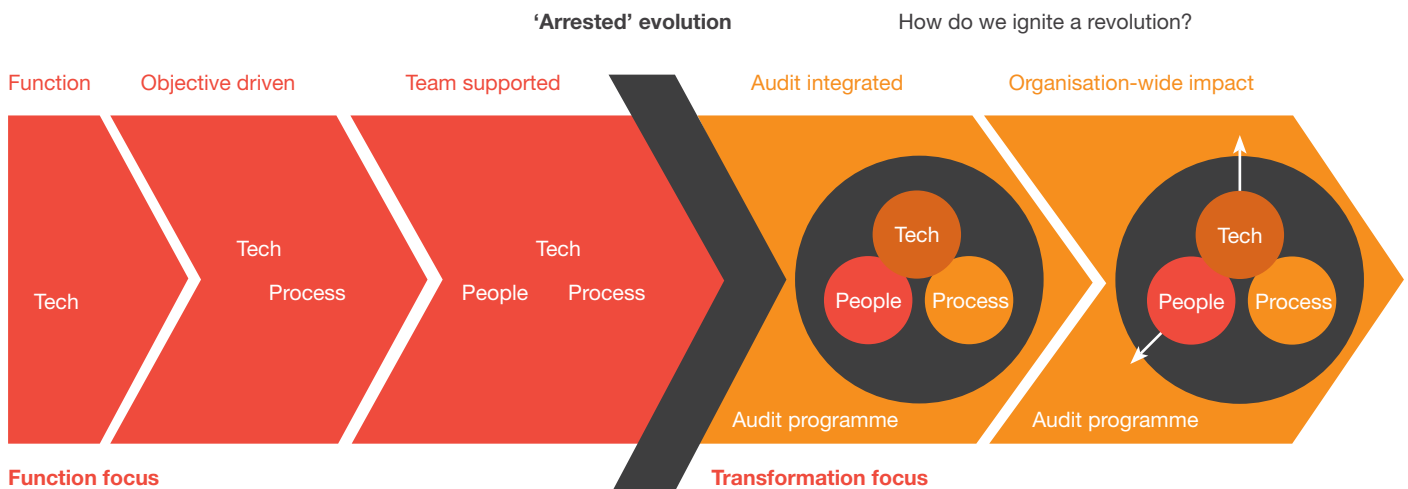 ‘Arrested’ evolution
How do we ignite a revolution?
Function
Objective driven
Team supported
Audit integrated
Organisation-wide impact
Tech
Tech
Process
Tech
People
Process
Tech
People
Process
Audit programme
Tech
People
Process
Audit programme
Function focus
Transformation focus